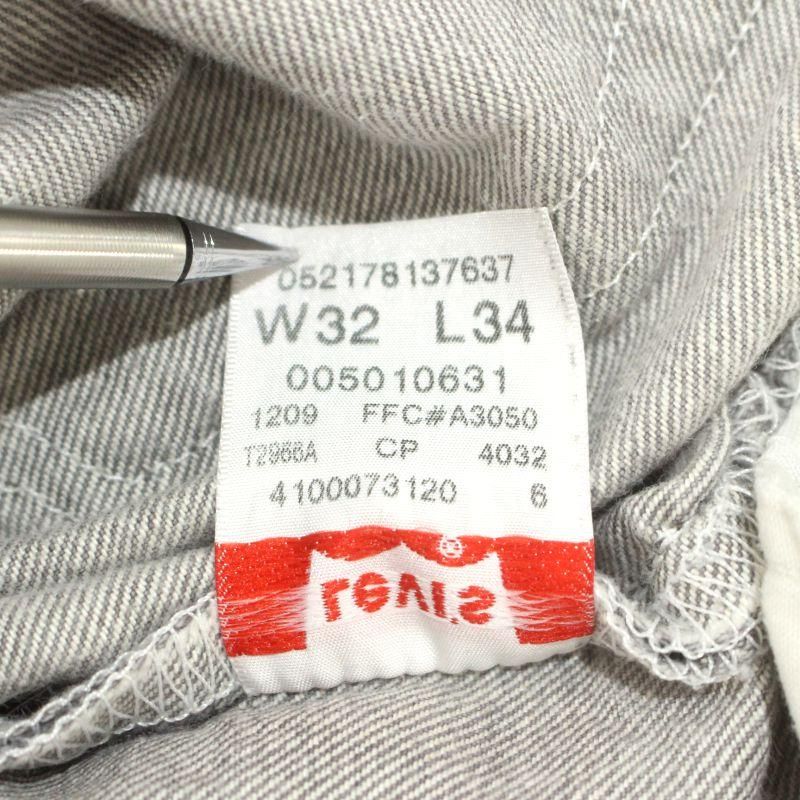 052178137637
W32 L34
005010631
1209 FFC#A3050
T2966A CP 4032
4100073120 6
Levi's